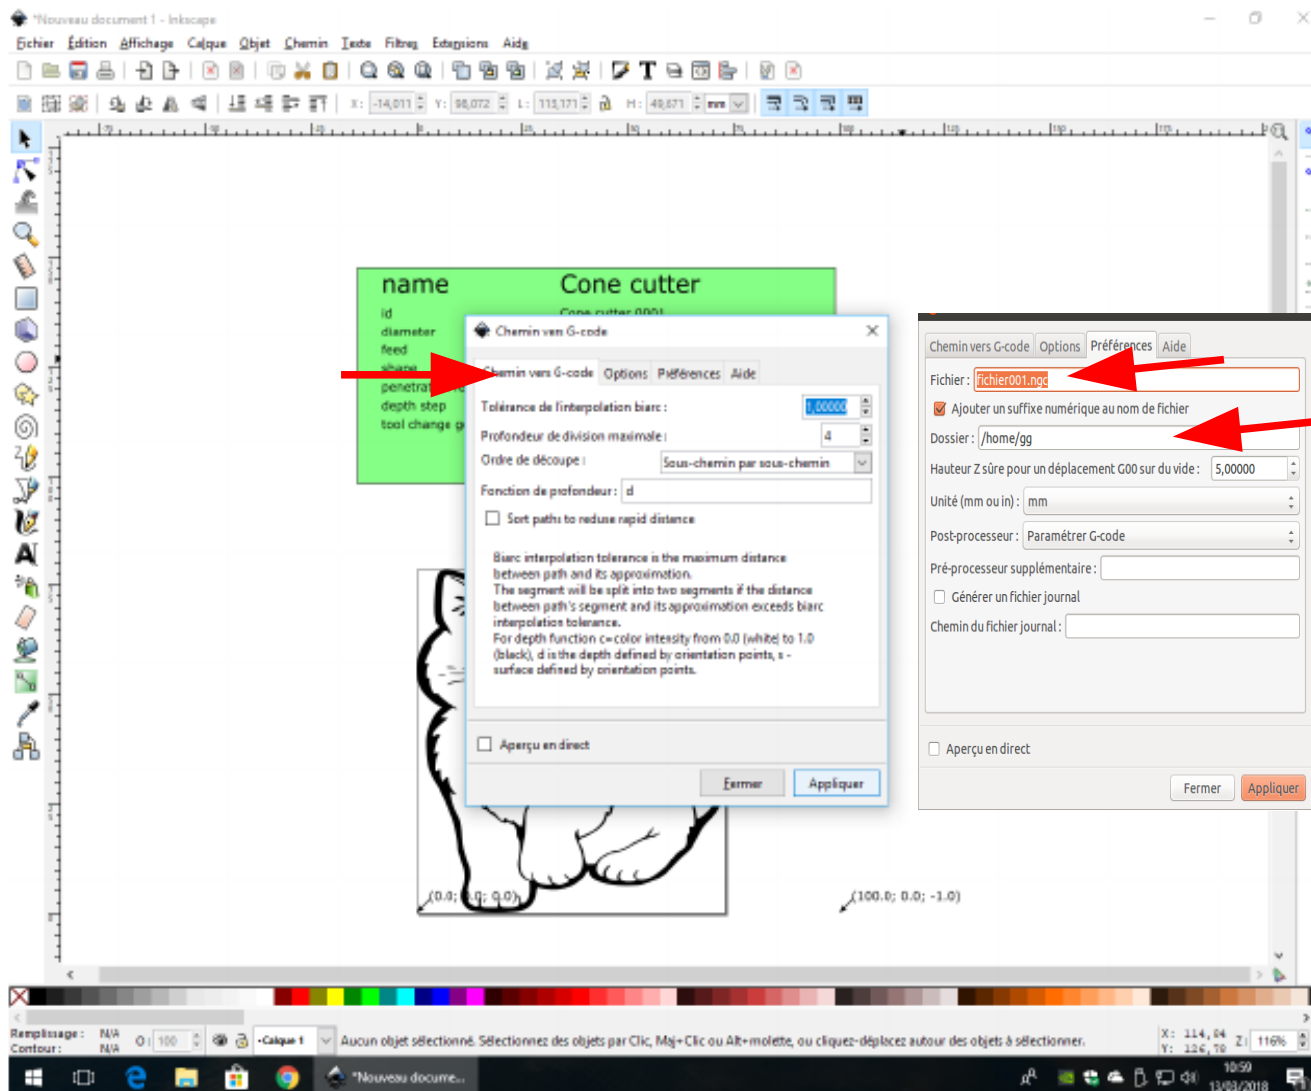 *Nouveau document 1 - Inkscape
Fichier Édition Affichage Calque Objet Chemin Texte Filtres Extensions Aide
X: -14,011 Y: 98,072 L: 113,171 H: 49,671 mm
name Cone cutter
id Cone cutter 0001
diameter
feed
shape
penetrat
depth step
tool change g
Chemin vers G-code
Chemin vers G-code Options Préférences Aide
Tolérance de l'interpolation biarc : 1,00000
Profondeur de division maximale : 4
Ordre de découpe : Sous-chemin par sous-chemin
Fonction de profondeur : d
Sort paths to reduse rapid distance
Biarc interpolation tolerance is the maximum distance
between path and its approximation.
The segment will be split into two segments if the distance
between path's segment and its approximation exceeds biarc
interpolation tolerance.
For depth function c=color intensity from 0.0 (white) to 1.0
(black), d is the depth defined by orientation points, s -
surface defined by orientation points.
Aperçu en direct
Fermer Appliquer
Chemin vers G-code Options Préférences Aide
Fichier : fichier001.ngc
Ajouter un suffixe numérique au nom de fichier
Dossier : /home/gg
Hauteur Z sûre pour un déplacement G00 sur du vide : 5,00000
Unité (mm ou in) : mm
Post-processeur : Paramétrer G-code
Pré-processeur supplémentaire :
Générer un fichier journal
Chemin du fichier journal :
Aperçu en direct
Fermer Appliquer
(0.0; 0.0; 0.0)
(100.0; 0.0; -1.0)
Remplissage : N/A
Contour : N/A
O: 100
Calque 1
Aucun objet sélectionné. Sélectionnez des objets par Clic, Maj+Clic ou Alt+molette, ou cliquez-déplacez autour des objets à sélectionner.
X: 114,04
Y: 126,70
Z: 116%
*Nouveau docume...
10:59
13/03/2018